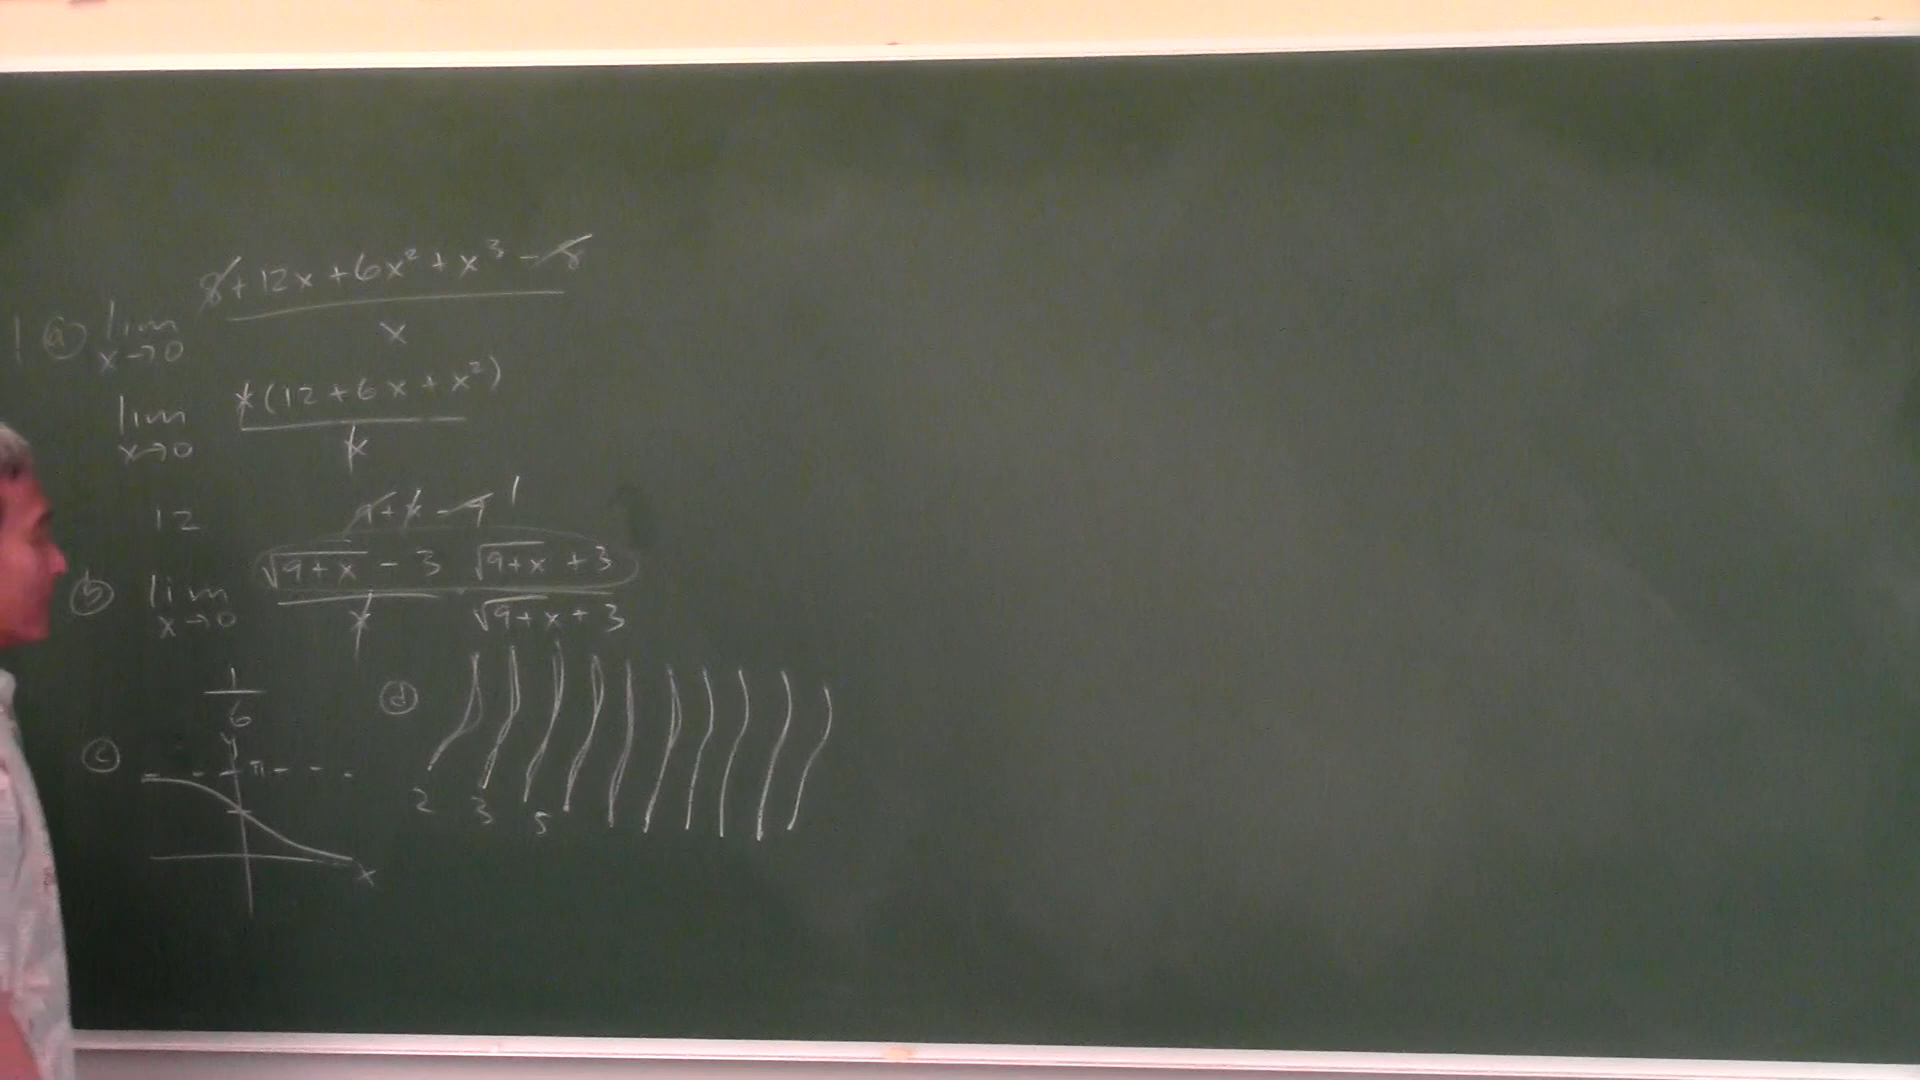 1 (a) lim x→0 (8 + 12x + 6x² + x³ - 8) / x
lim x→0 x(12 + 6x + x²) / x
12
9 + x - 9 1
(b) lim x→0 (√9+x - 3) / x (√9+x + 3) / (√9+x + 3)
1/6
(c) y π x
(d) 2 3 5